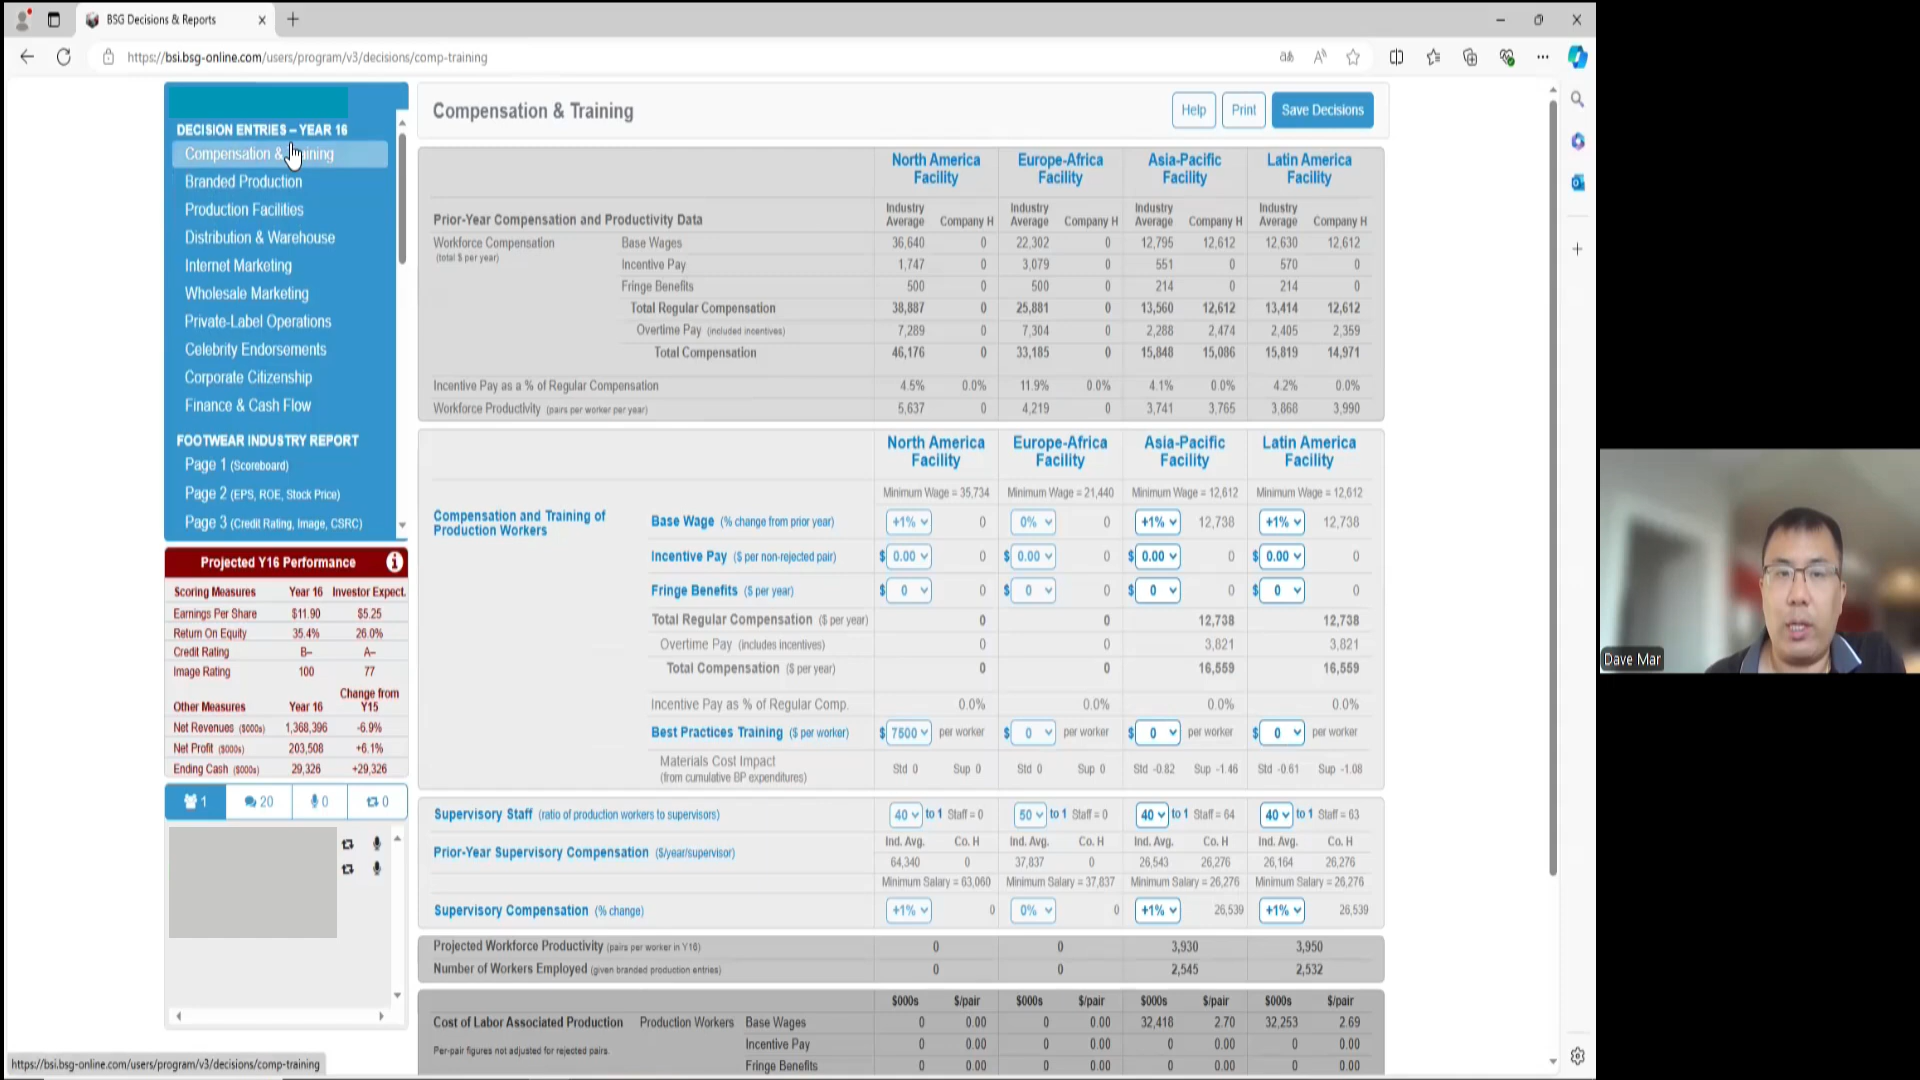 BSG Decisions & Reports
https://bsi.bsg-online.com/users/program/v3/decisions/comp-training
DECISION ENTRIES – YEAR 16
Compensation & Training
Branded Production
Production Facilities
Distribution & Warehouse
Internet Marketing
Wholesale Marketing
Private-Label Operations
Celebrity Endorsements
Corporate Citizenship
Finance & Cash Flow
FOOTWEAR INDUSTRY REPORT
Page 1 (Scoreboard)
Page 2 (EPS, ROE, Stock Price)
Page 3 (Credit Rating, Image, CSRC)
Projected Y16 Performance
Scoring Measures Year 16 Investor Expect.
Earnings Per Share $11.90 $5.25
Return On Equity 35.4% 26.0%
Credit Rating B– A–
Image Rating 100 77
Other Measures Year 16 Change from Y15
Net Revenues ($000s) 1,368,396 -6.9%
Net Profit ($000s) 203,508 +6.1%
Ending Cash ($000s) 29,326 +29,326
1 20 0 0
Compensation & Training
Help Print Save Decisions
North America Facility Europe-Africa Facility Asia-Pacific Facility Latin America Facility
Prior-Year Compensation and Productivity Data Industry Average Company H Industry Average Company H Industry Average Company H Industry Average Company H
Workforce Compensation (total $ per year) Base Wages 36,640 0 22,302 0 12,795 12,612 12,630 12,612
Incentive Pay 1,747 0 3,079 0 551 0 570 0
Fringe Benefits 500 0 500 0 214 0 214 0
Total Regular Compensation 38,887 0 25,881 0 13,560 12,612 13,414 12,612
Overtime Pay (included incentives) 7,289 0 7,304 0 2,288 2,474 2,405 2,359
Total Compensation 46,176 0 33,185 0 15,848 15,086 15,819 14,971
Incentive Pay as a % of Regular Compensation 4.5% 0.0% 11.9% 0.0% 4.1% 0.0% 4.2% 0.0%
Workforce Productivity (pairs per worker per year) 5,637 0 4,219 0 3,741 3,765 3,868 3,990
North America Facility Europe-Africa Facility Asia-Pacific Facility Latin America Facility
Minimum Wage = 35,734 Minimum Wage = 21,440 Minimum Wage = 12,612 Minimum Wage = 12,612
Compensation and Training of Production Workers
Base Wage (% change from prior year) +1% 0 0% 0 +1% 12,738 +1% 12,738
Incentive Pay ($ per non-rejected pair) $ 0.00 0 $ 0.00 0 $ 0.00 0 $ 0.00 0
Fringe Benefits ($ per year) $ 0 0 $ 0 0 $ 0 0 $ 0 0
Total Regular Compensation ($ per year) 0 0 12,738 12,738
Overtime Pay (includes incentives) 0 0 3,821 3,821
Total Compensation ($ per year) 0 0 16,559 16,559
Incentive Pay as % of Regular Comp. 0.0% 0.0% 0.0% 0.0%
Best Practices Training ($ per worker) $ 7500 per worker $ 0 per worker $ 0 per worker $ 0 per worker
Materials Cost Impact (from cumulative BP expenditures) Std 0 Sup 0 Std 0 Sup 0 Std -0.82 Sup -1.46 Std -0.61 Sup -1.08
Supervisory Staff (ratio of production workers to supervisors) 40 to 1 Staff = 0 50 to 1 Staff = 0 40 to 1 Staff = 64 40 to 1 Staff = 63
Ind. Avg. Co. H Ind. Avg. Co. H Ind. Avg. Co. H Ind. Avg. Co. H
Prior-Year Supervisory Compensation ($/year/supervisor) 64,340 0 37,837 0 26,543 26,276 26,164 26,276
Minimum Salary = 63,060 Minimum Salary = 37,837 Minimum Salary = 26,276 Minimum Salary = 26,276
Supervisory Compensation (% change) +1% 0 0% 0 +1% 26,539 +1% 26,539
Projected Workforce Productivity (pairs per worker in Y16) 0 0 3,930 3,950
Number of Workers Employed (given branded production entries) 0 0 2,545 2,532
$000s $/pair $000s $/pair $000s $/pair $000s $/pair
Cost of Labor Associated Production Production Workers Base Wages 0 0.00 0 0.00 32,418 2.70 32,253 2.69
Per-pair figures not adjusted for rejected pairs. Incentive Pay 0 0.00 0 0.00 0 0.00 0 0.00
Fringe Benefits 0 0.00 0 0.00 0 0.00 0 0.00
https://bsi.bsg-online.com/users/program/v3/decisions/comp-training
Dave Mar